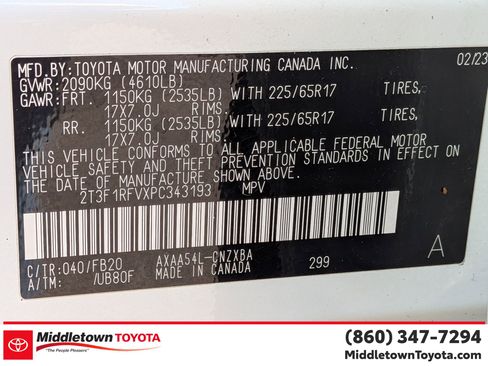 MFD.BY:TOYOTA MOTOR MANUFACTURING CANADA INC. 02/23
GVWR:2090KG (4610LB)
GAWR:FRT. 1150KG (2535LB) WITH 225/65R17 TIRES,
17X7.0J RIMS,
RR. 1150KG (2535LB) WITH 225/65R17 TIRES,
17X7.0J RIMS.
THIS VEHICLE CONFORMS TO ALL APPLICABLE FEDERAL MOTOR
VEHICLE SAFETY AND THEFT PREVENTION STANDARDS IN EFFECT
ON THE DATE OF MANUFACTURE SHOWN ABOVE.
2T3F1RFVXPC343193 MPV
C/TR:040/FB20 AXAA54L-CNZXBA A
A/TM: /UB80F MADE IN CANADA 299
Middletown TOYOTA
"The People Pleasers"
(860) 347-7294
MiddletownToyota.com